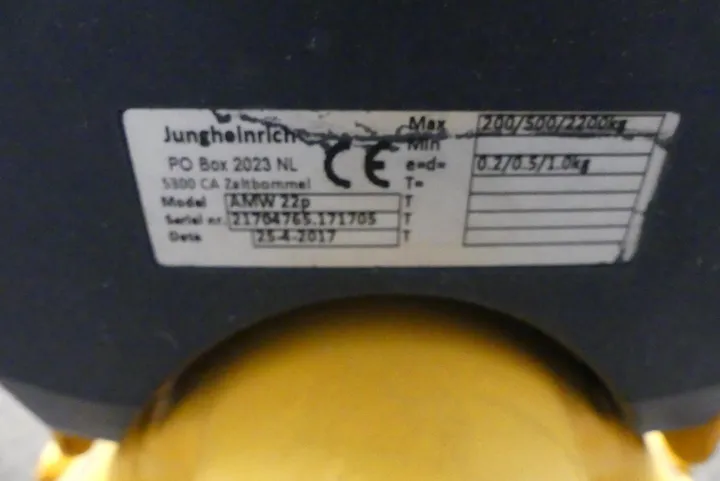 Jungheinrich
PO Box 2023 NL
5300 CA Zaltbommel
Model AMW 22p
Serial nr. 21704765.171705
Date 25-4-2017
CE
Max 200/500/2200kg
Min
e=d= 0.2/0.5/1.0kg
T=
T
T
T